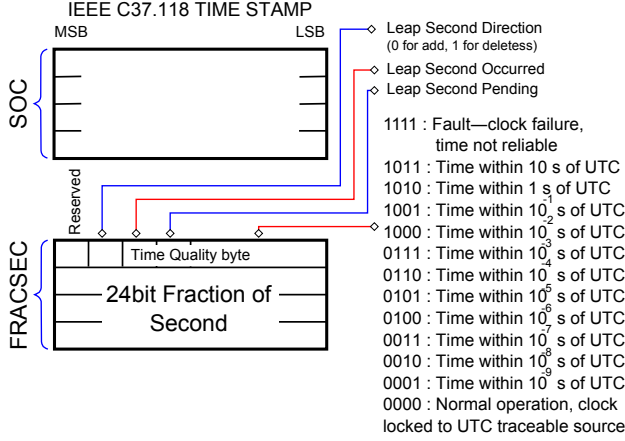 IEEE C37.118 TIME STAMP
MSB
LSB
SOC
Leap Second Direction
(0 for add, 1 for deletess)
Leap Second Occurred
Leap Second Pending
Reserved
FRACSEC
Time Quality byte
24bit Fraction of
Second
1111 : Fault—clock failure,
time not reliable
1011 : Time within 10 s of UTC
1010 : Time within 1 s of UTC
1001 : Time within 10⁻¹ s of UTC
1000 : Time within 10⁻² s of UTC
0111 : Time within 10⁻³ s of UTC
0110 : Time within 10⁻⁴ s of UTC
0101 : Time within 10⁻⁵ s of UTC
0100 : Time within 10⁻⁶ s of UTC
0011 : Time within 10⁻⁷ s of UTC
0010 : Time within 10⁻⁸ s of UTC
0001 : Time within 10⁻⁹ s of UTC
0000 : Normal operation, clock
locked to UTC traceable source